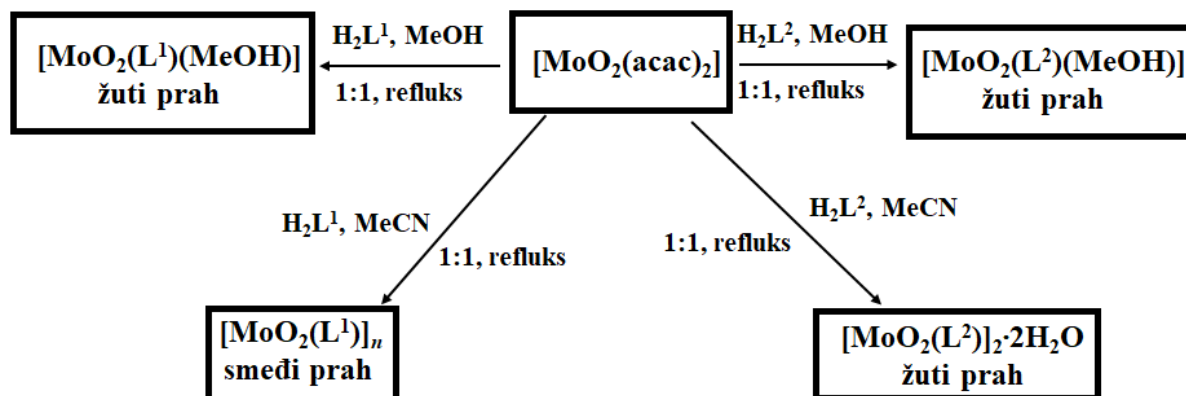 [MoO₂(L¹)(MeOH)]
žuti prah
H₂L¹, MeOH
1:1, refluks
[MoO₂(acac)₂]
H₂L², MeOH
1:1, refluks
[MoO₂(L²)(MeOH)]
žuti prah
H₂L¹, MeCN
1:1, refluks
H₂L², MeCN
1:1, refluks
[MoO₂(L¹)]ₙ
smeđi prah
[MoO₂(L²)]₂·2H₂O
žuti prah